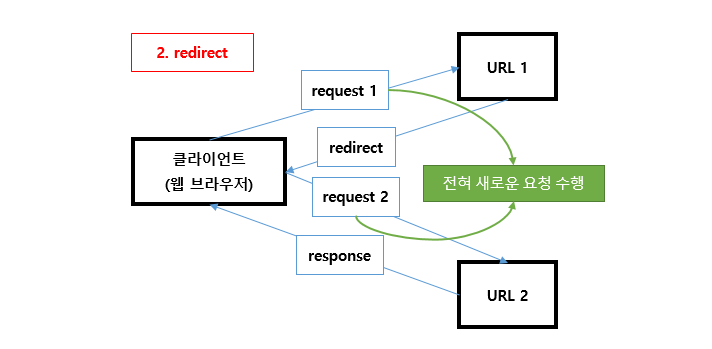 2. redirect
URL 1
request 1
redirect
클라이언트
(웹 브라우저)
전혀 새로운 요청 수행
request 2
response
URL 2